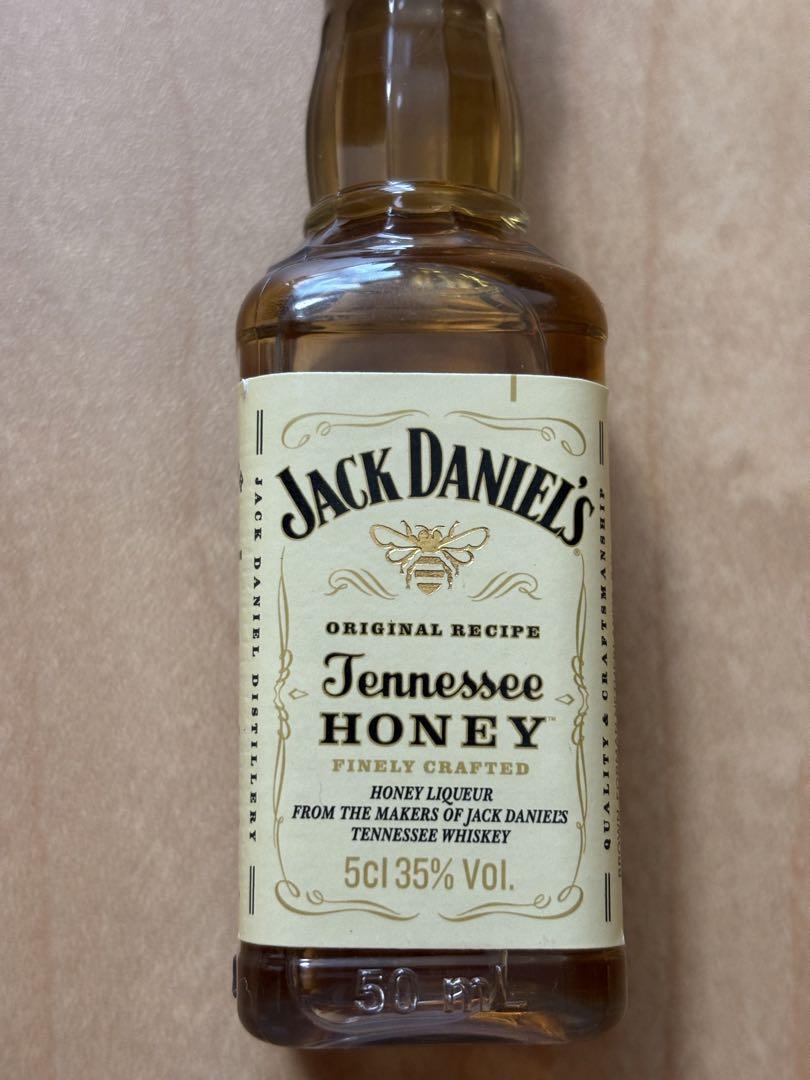 JACK DANIEL'S
ORIGINAL RECIPE
Tennessee
HONEY™
FINELY CRAFTED
HONEY LIQUEUR
FROM THE MAKERS OF JACK DANIEL'S
TENNESSEE WHISKEY
5cl 35% Vol.
JACK DANIEL DISTILLERY
QUALITY & CRAFTSMANSHIP
50 mL